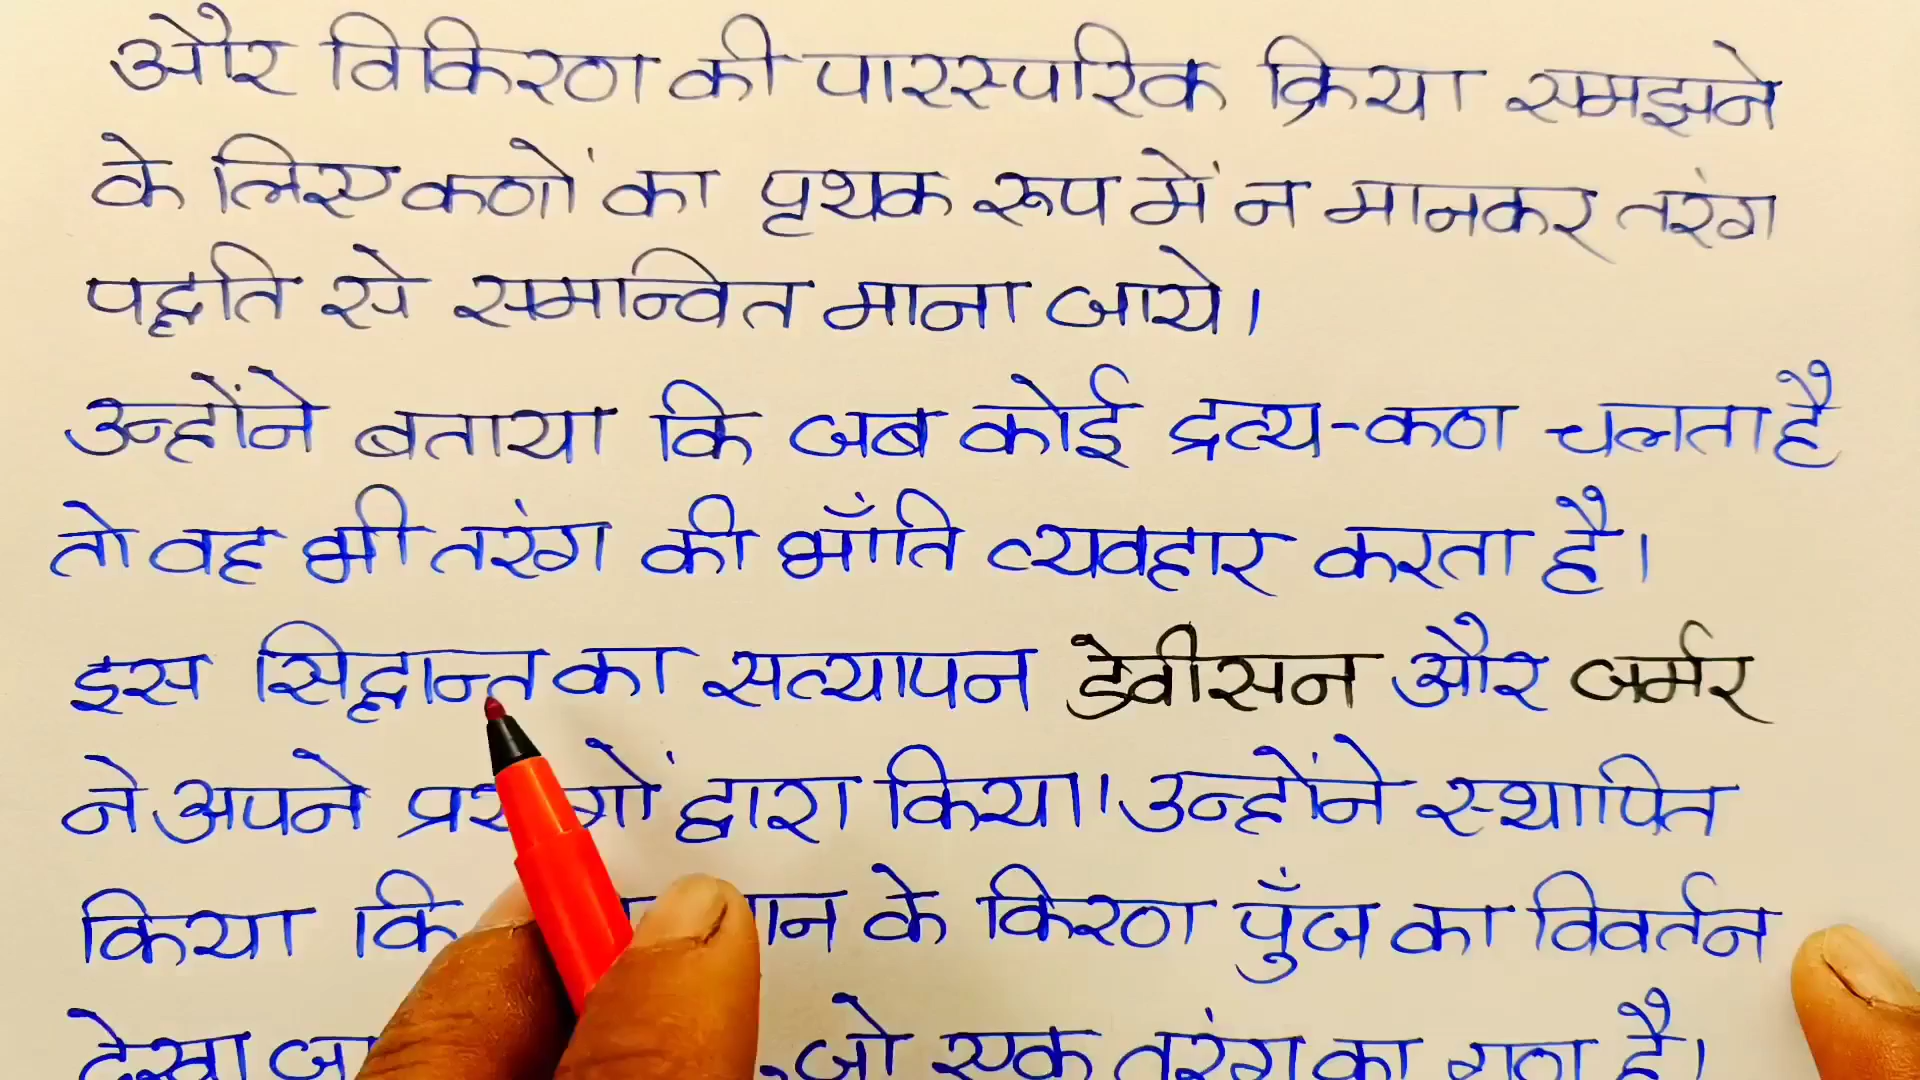 और विकिरण की पारस्परिक क्रिया समझने
के लिए कणों का पृथक रूप में न मानकर तरंग
पद्धति से समन्वित माना जाये।
उन्होंने बताया कि जब कोई द्रव्य-कण चलता है
तो वह भी तरंग की भाँति व्यवहार करता है।
इस सिद्धान्त का सत्यापन डेवीसन और जर्मर
ने अपने द्वारा किया। उन्होंने स्थापित
किया कि के किरण पुँज का विवर्तन
देखा जो एक तरंग का गुण है।